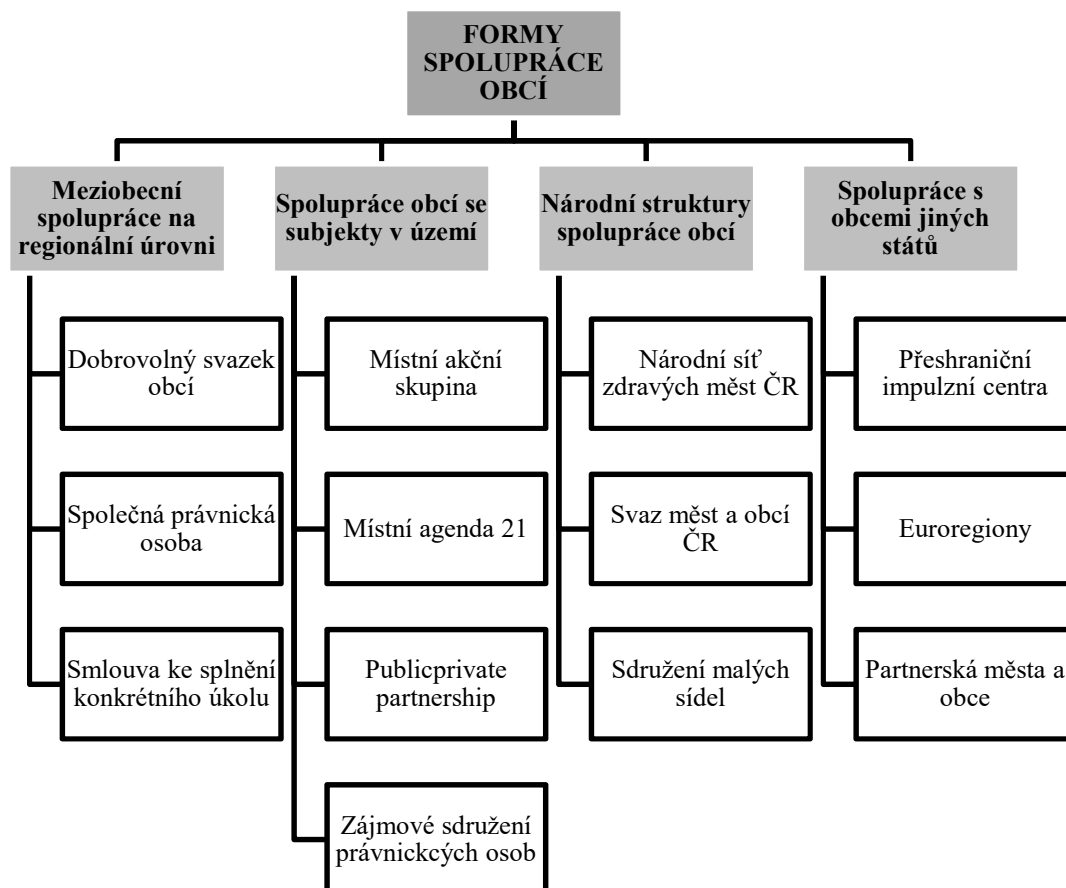 FORMY
SPOLUPRÁCE
OBCÍ
Meziobecní
spolupráce na
regionální úrovni
Dobrovolný svazek
obcí
Společná právnická
osoba
Smlouva ke splnění
konkrétního úkolu
Spolupráce obcí se
subjekty v území
Místní akční
skupina
Místní agenda 21
Publicprivate
partnership
Zájmové sdružení
právnickcých osob
Národní struktury
spolupráce obcí
Národní síť
zdravých měst ČR
Svaz měst a obcí
ČR
Sdružení malých
sídel
Spolupráce s
obcemi jiných
států
Přeshraniční
impulzní centra
Euroregiony
Partnerská města a
obce